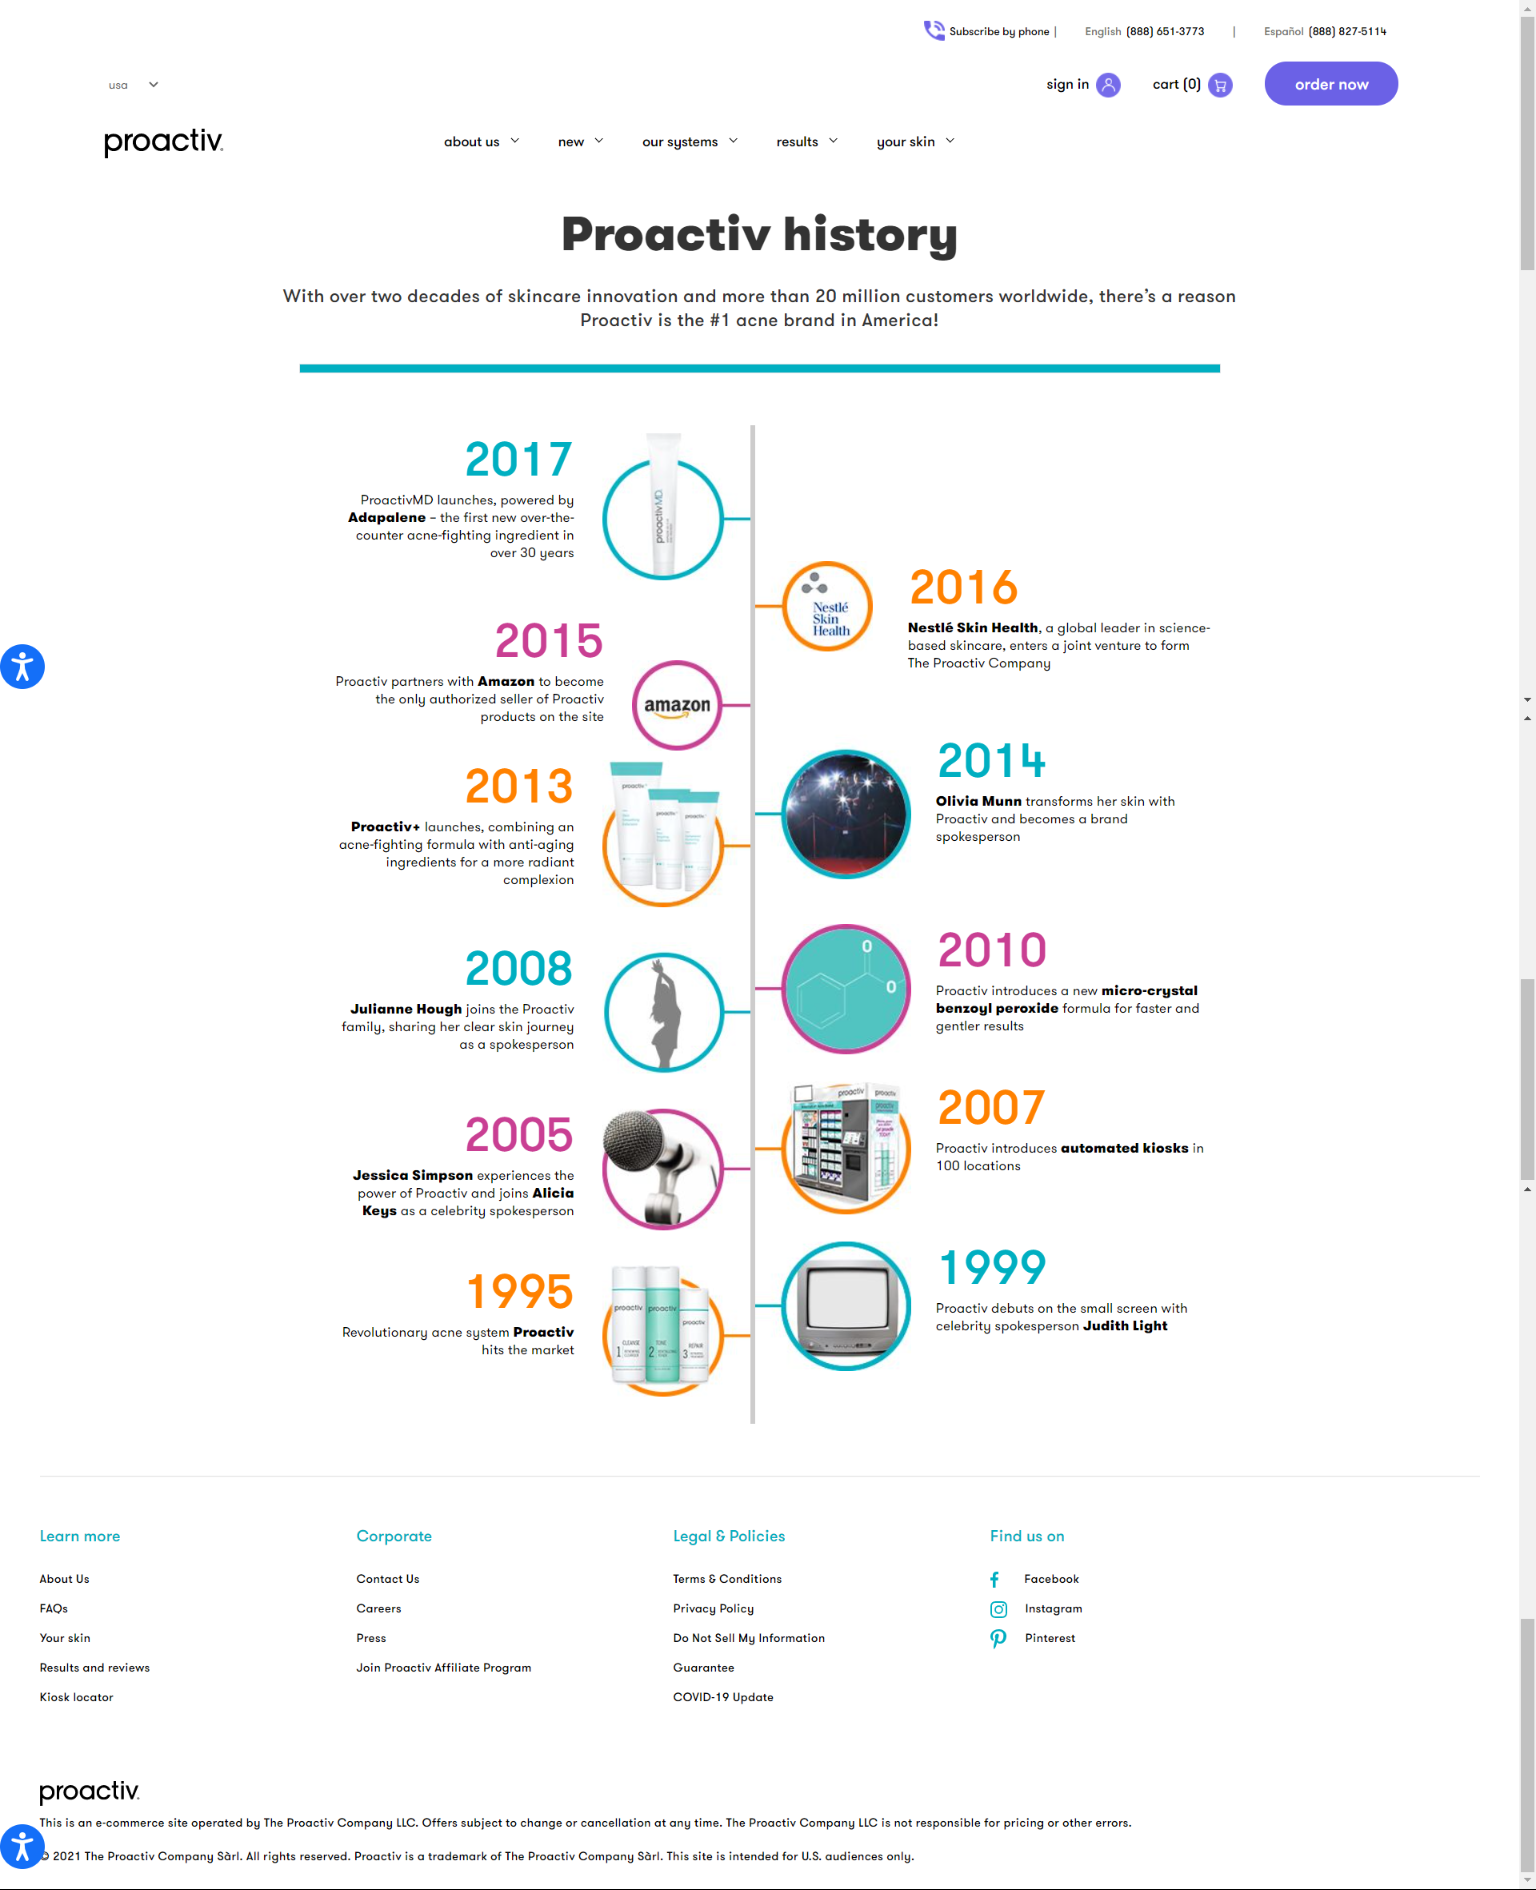 Subscribe by phone | English (888) 651-3773 | Español (888) 827-5114
usa
sign in cart (0) order now
proactiv
about us new our systems results your skin
Proactiv history
With over two decades of skincare innovation and more than 20 million customers worldwide, there's a reason
Proactiv is the #1 acne brand in America!
2017
ProactivMD launches, powered by
Adapalene – the first new over-the-
counter acne-fighting ingredient in
over 30 years
proactivMD
2016
Nestlé Skin Health, a global leader in science-
based skincare, enters a joint venture to form
The Proactiv Company
Nestlé
Skin
Health
2015
Proactiv partners with Amazon to become
the only authorized seller of Proactiv
products on the site
amazon
2014
Olivia Munn transforms her skin with
Proactiv and becomes a brand
spokesperson
2013
Proactiv+ launches, combining an
acne-fighting formula with anti-aging
ingredients for a more radiant
complexion
proactiv+
proactiv+
proactiv+
2010
Proactiv introduces a new micro-crystal
benzoyl peroxide formula for faster and
gentler results
O
O
2008
Julianne Hough joins the Proactiv
family, sharing her clear skin journey
as a spokesperson
2007
Proactiv introduces automated kiosks in
100 locations
proactiv
proactiv
proactiv
2005
Jessica Simpson experiences the
power of Proactiv and joins Alicia
Keys as a celebrity spokesperson
1999
Proactiv debuts on the small screen with
celebrity spokesperson Judith Light
1995
Revolutionary acne system Proactiv
hits the market
proactiv proactiv proactiv
CLEANSE TONE REPAIR
1 2 3
Learn more
About Us
FAQs
Your skin
Results and reviews
Kiosk locator
Corporate
Contact Us
Careers
Press
Join Proactiv Affiliate Program
Legal & Policies
Terms & Conditions
Privacy Policy
Do Not Sell My Information
Guarantee
COVID-19 Update
Find us on
Facebook
Instagram
Pinterest
proactiv
This is an e-commerce site operated by The Proactiv Company LLC. Offers subject to change or cancellation at any time. The Proactiv Company LLC is not responsible for pricing or other errors.
© 2021 The Proactiv Company Sàrl. All rights reserved. Proactiv is a trademark of The Proactiv Company Sàrl. This site is intended for U.S. audiences only.